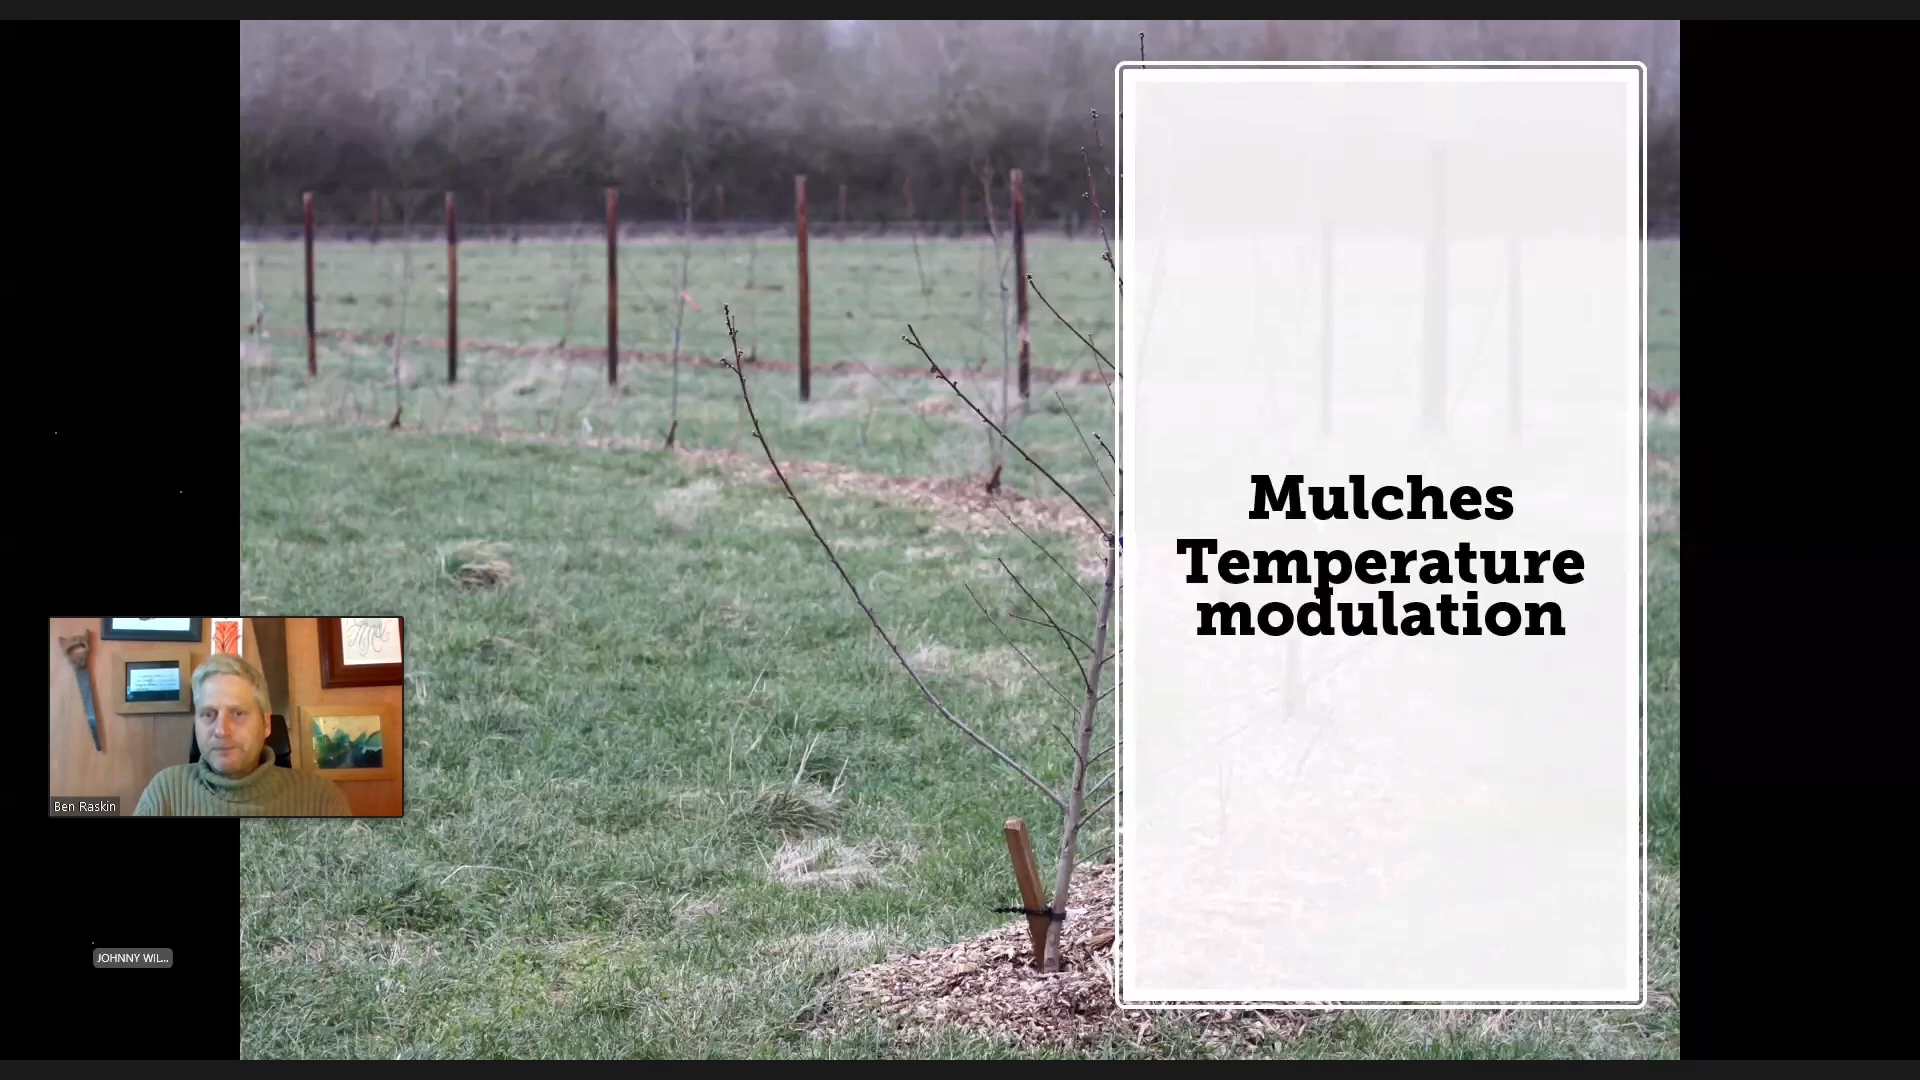 Mulches
Temperature
modulation
Ben Raskin
JOHNNY WIL...